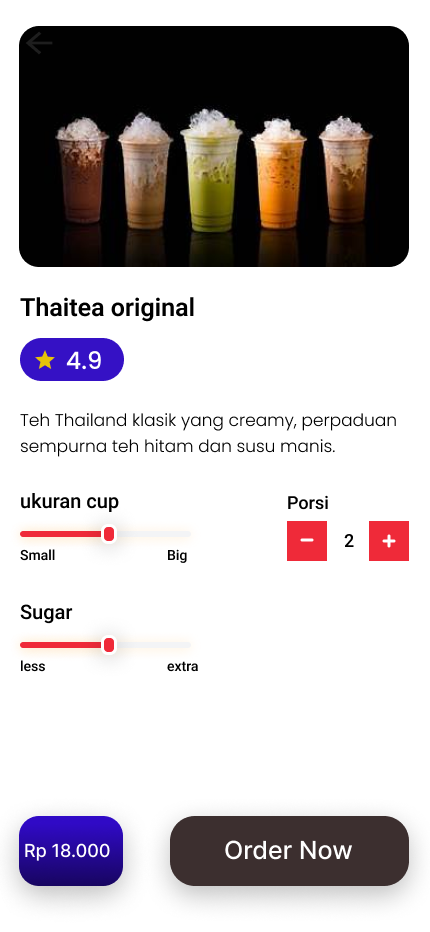 Thaitea original
4.9
Teh Thailand klasik yang creamy, perpaduan
sempurna teh hitam dan susu manis.
ukuran cup
Small Big
Porsi
2
Sugar
less extra
Rp 18.000
Order Now